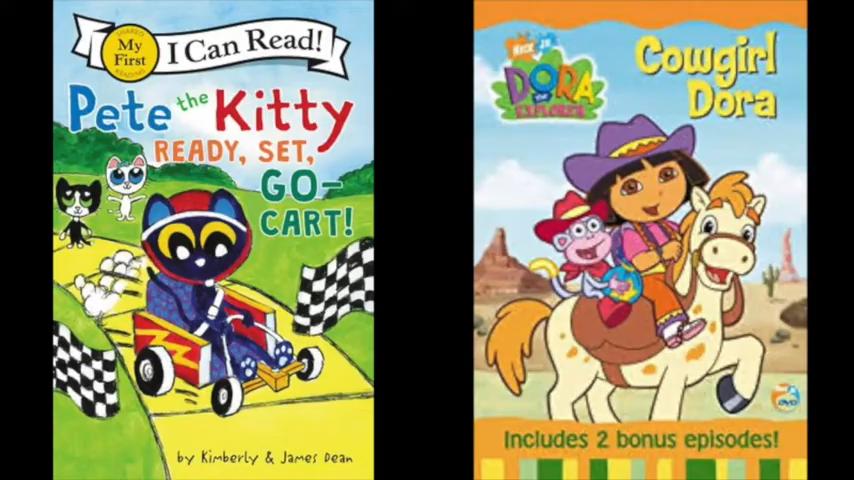 SHARED
My
First
READING
I Can Read!
Pete the Kitty
READY, SET,
GO-
CART!
by Kimberly & James Dean
NICK JR
DORA
THE
EXPLORER
Cowgirl
Dora
DVD
Includes 2 bonus episodes!